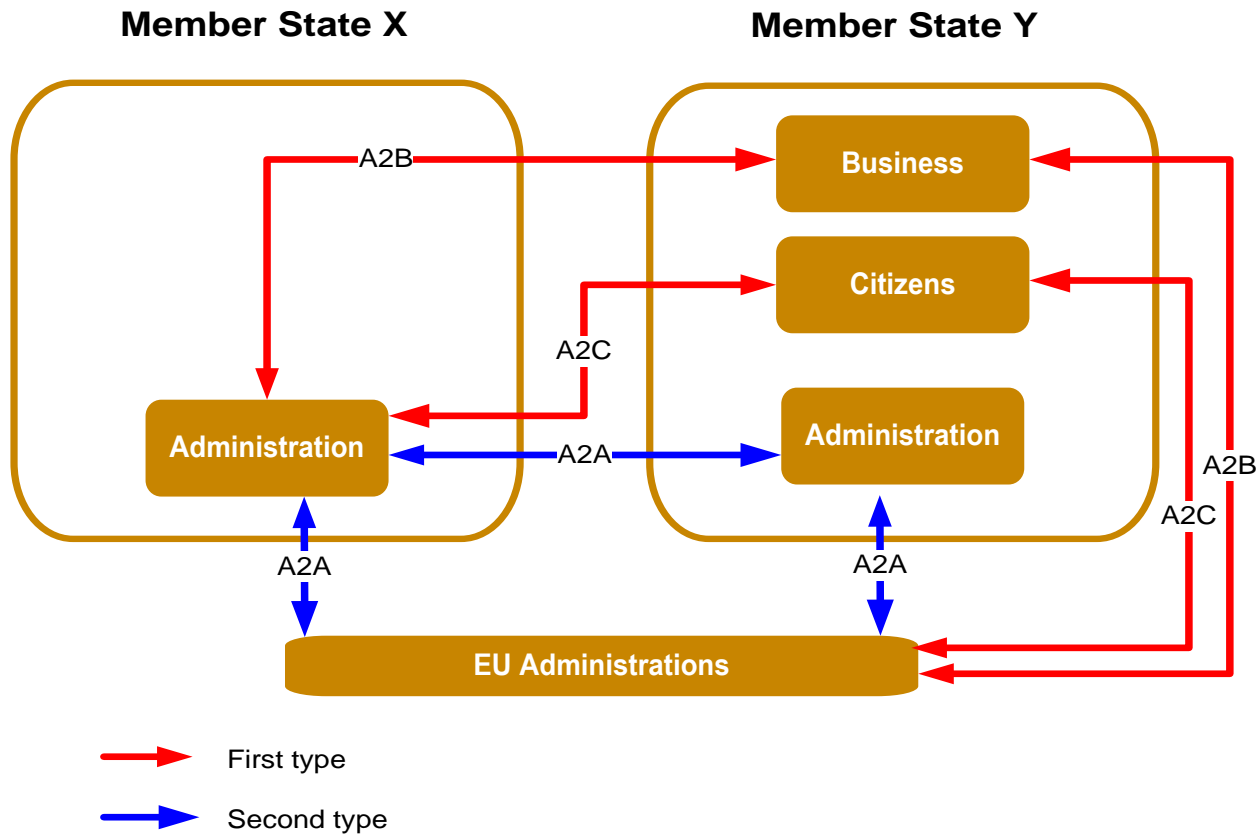 Member State X
Member State Y
A2B
Business
Citizens
A2C
Administration
Administration
A2A
A2B
A2C
A2A
A2A
EU Administrations
First type
Second type